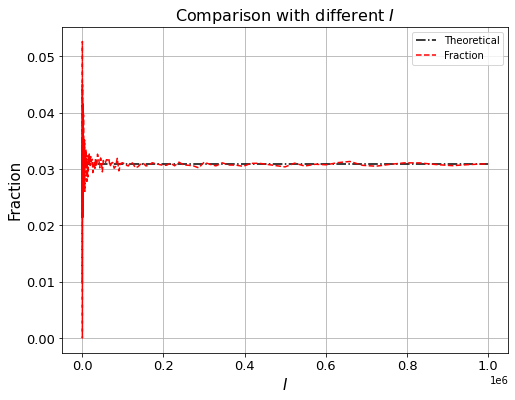 Comparison with different I
Theoretical
Fraction
0.05
0.04
0.03
0.02
0.01
0.00
Fraction
0.0 0.2 0.4 0.6 0.8 1.0
1e6
I